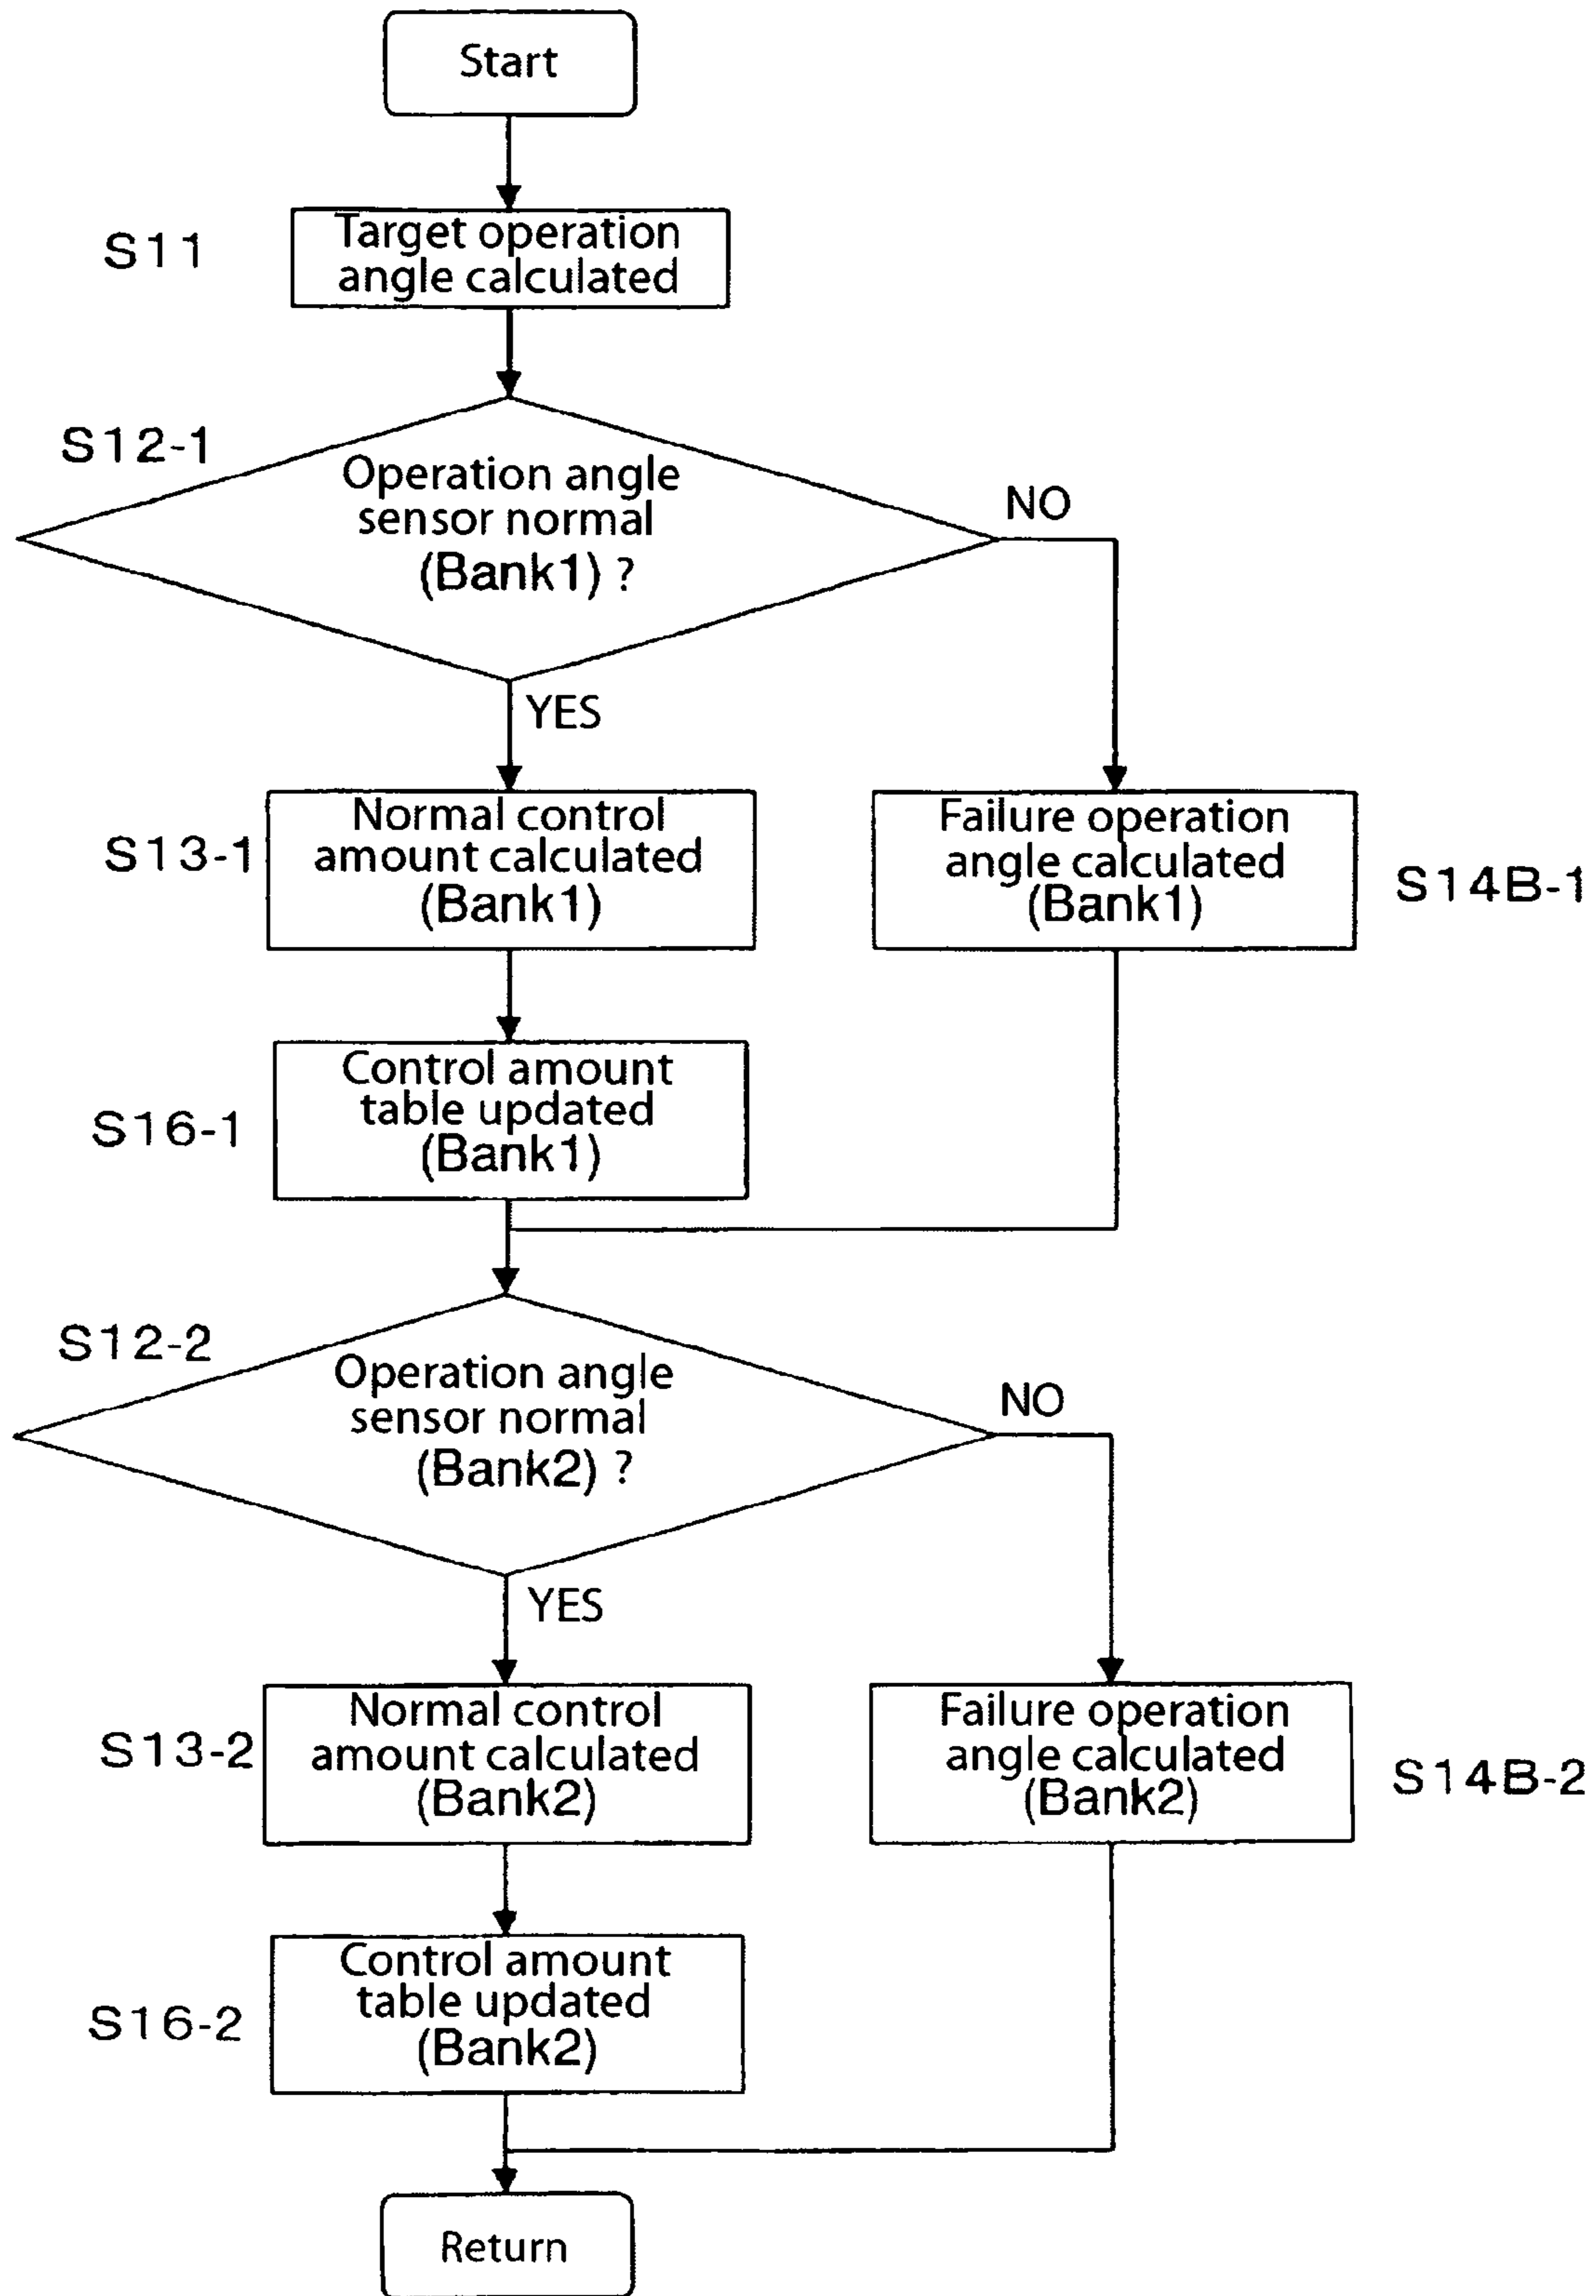 Start
S11
Target operation
angle calculated
S12-1
Operation angle
sensor normal
(Bank1) ?
NO
YES
S13-1
Normal control
amount calculated
(Bank1)
Failure operation
angle calculated
(Bank1)
S14B-1
S16-1
Control amount
table updated
(Bank1)
S12-2
Operation angle
sensor normal
(Bank2) ?
NO
YES
S13-2
Normal control
amount calculated
(Bank2)
Failure operation
angle calculated
(Bank2)
S14B-2
S16-2
Control amount
table updated
(Bank2)
Return